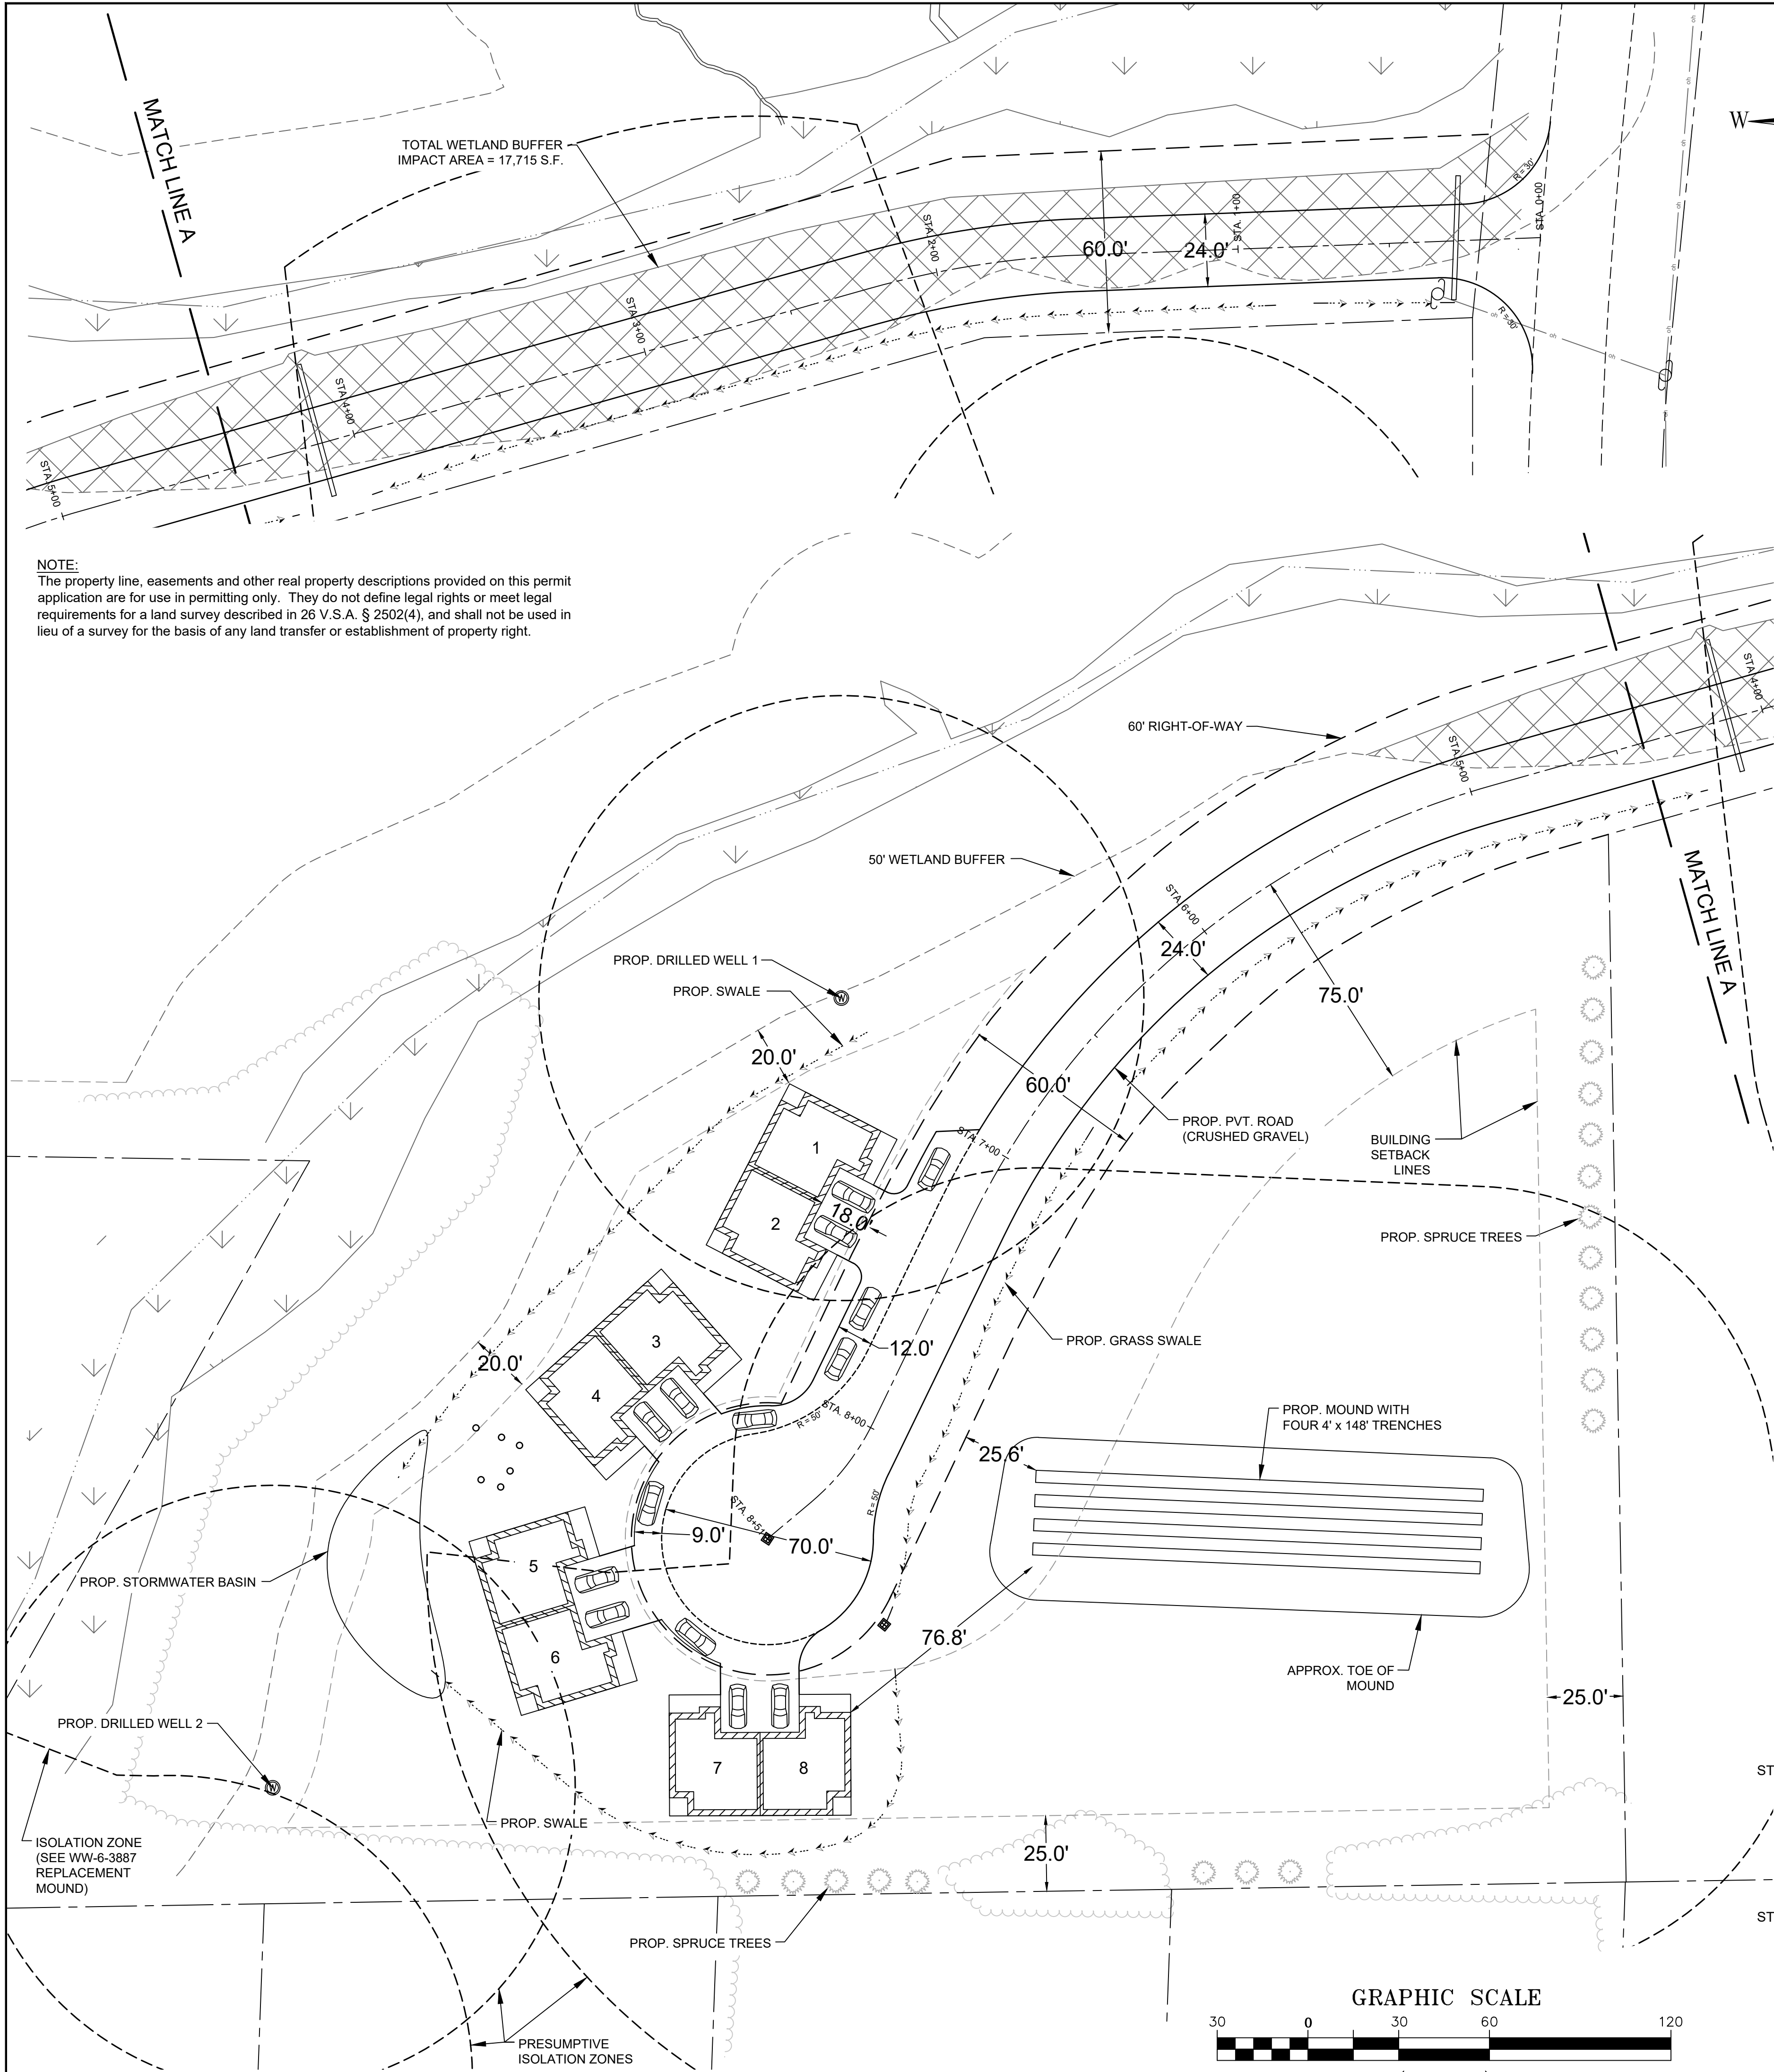 MATCH LINE A
TOTAL WETLAND BUFFER
IMPACT AREA = 17,715 S.F.
W
60.0'
24.0'
R = 30'
R = 30'
STA. 0+00
STA. 1+00
STA. 2+00
STA. 3+00
STA. 4+00
STA. 5+00
NOTE:
The property line, easements and other real property descriptions provided on this permit
application are for use in permitting only.  They do not define legal rights or meet legal
requirements for a land survey described in 26 V.S.A. § 2502(4), and shall not be used in
lieu of a survey for the basis of any land transfer or establishment of property right.
60' RIGHT-OF-WAY
STA. 4+00
STA. 5+00
MATCH LINE A
50' WETLAND BUFFER
STA. 6+00
24.0'
75.0'
PROP. DRILLED WELL 1
W
PROP. SWALE
20.0'
60.0'
PROP. PVT. ROAD
(CRUSHED GRAVEL)
BUILDING
SETBACK
LINES
STA. 7+00
1
2
18.0'
PROP. SPRUCE TREES
PROP. GRASS SWALE
12.0'
3
4
20.0'
STA. 8+00
R = 50'
PROP. MOUND WITH
FOUR 4' x 148' TRENCHES
25.6'
STA. 8+51
R = 50'
9.0'
70.0'
5
6
PROP. STORMWATER BASIN
76.8'
APPROX. TOE OF
MOUND
25.0'
PROP. DRILLED WELL 2
W
7
8
PROP. SWALE
ISOLATION ZONE
(SEE WW-6-3887
REPLACEMENT
MOUND)
25.0'
ST
ST
PROP. SPRUCE TREES
PRESUMPTIVE
ISOLATION ZONES
GRAPHIC SCALE
30 0 30 60 120